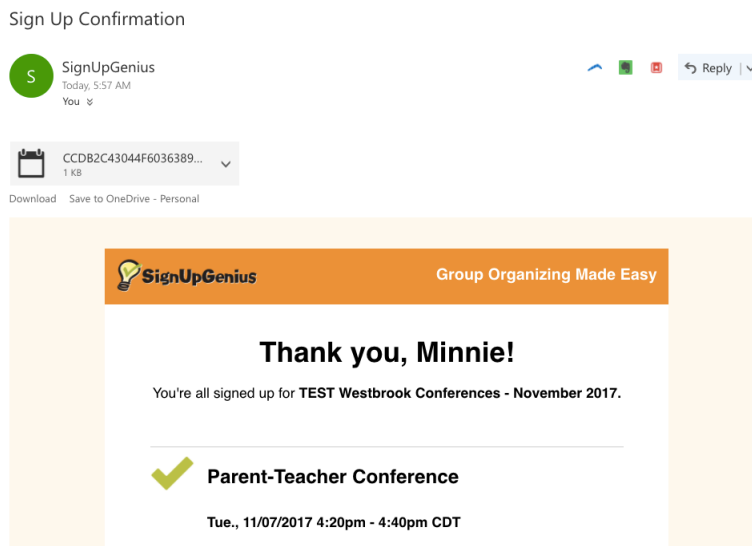 Sign Up Confirmation
S
SignUpGenius
Today, 5:57 AM
You
Reply
CCDB2C43044F6036389...
1 KB
Download Save to OneDrive - Personal
SignUpGenius Group Organizing Made Easy
Thank you, Minnie!
You're all signed up for TEST Westbrook Conferences - November 2017.
Parent-Teacher Conference
Tue., 11/07/2017 4:20pm - 4:40pm CDT